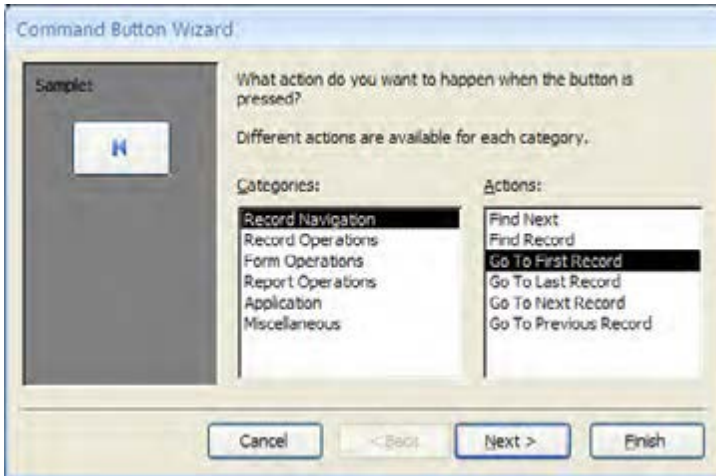 Command Button Wizard
Sample:
What action do you want to happen when the button is
pressed?
Different actions are available for each category.
Categories:
Actions:
Record Navigation
Record Operations
Form Operations
Report Operations
Application
Miscellaneous
Find Next
Find Record
Go To First Record
Go To Last Record
Go To Next Record
Go To Previous Record
Cancel
< Back
Next >
Finish